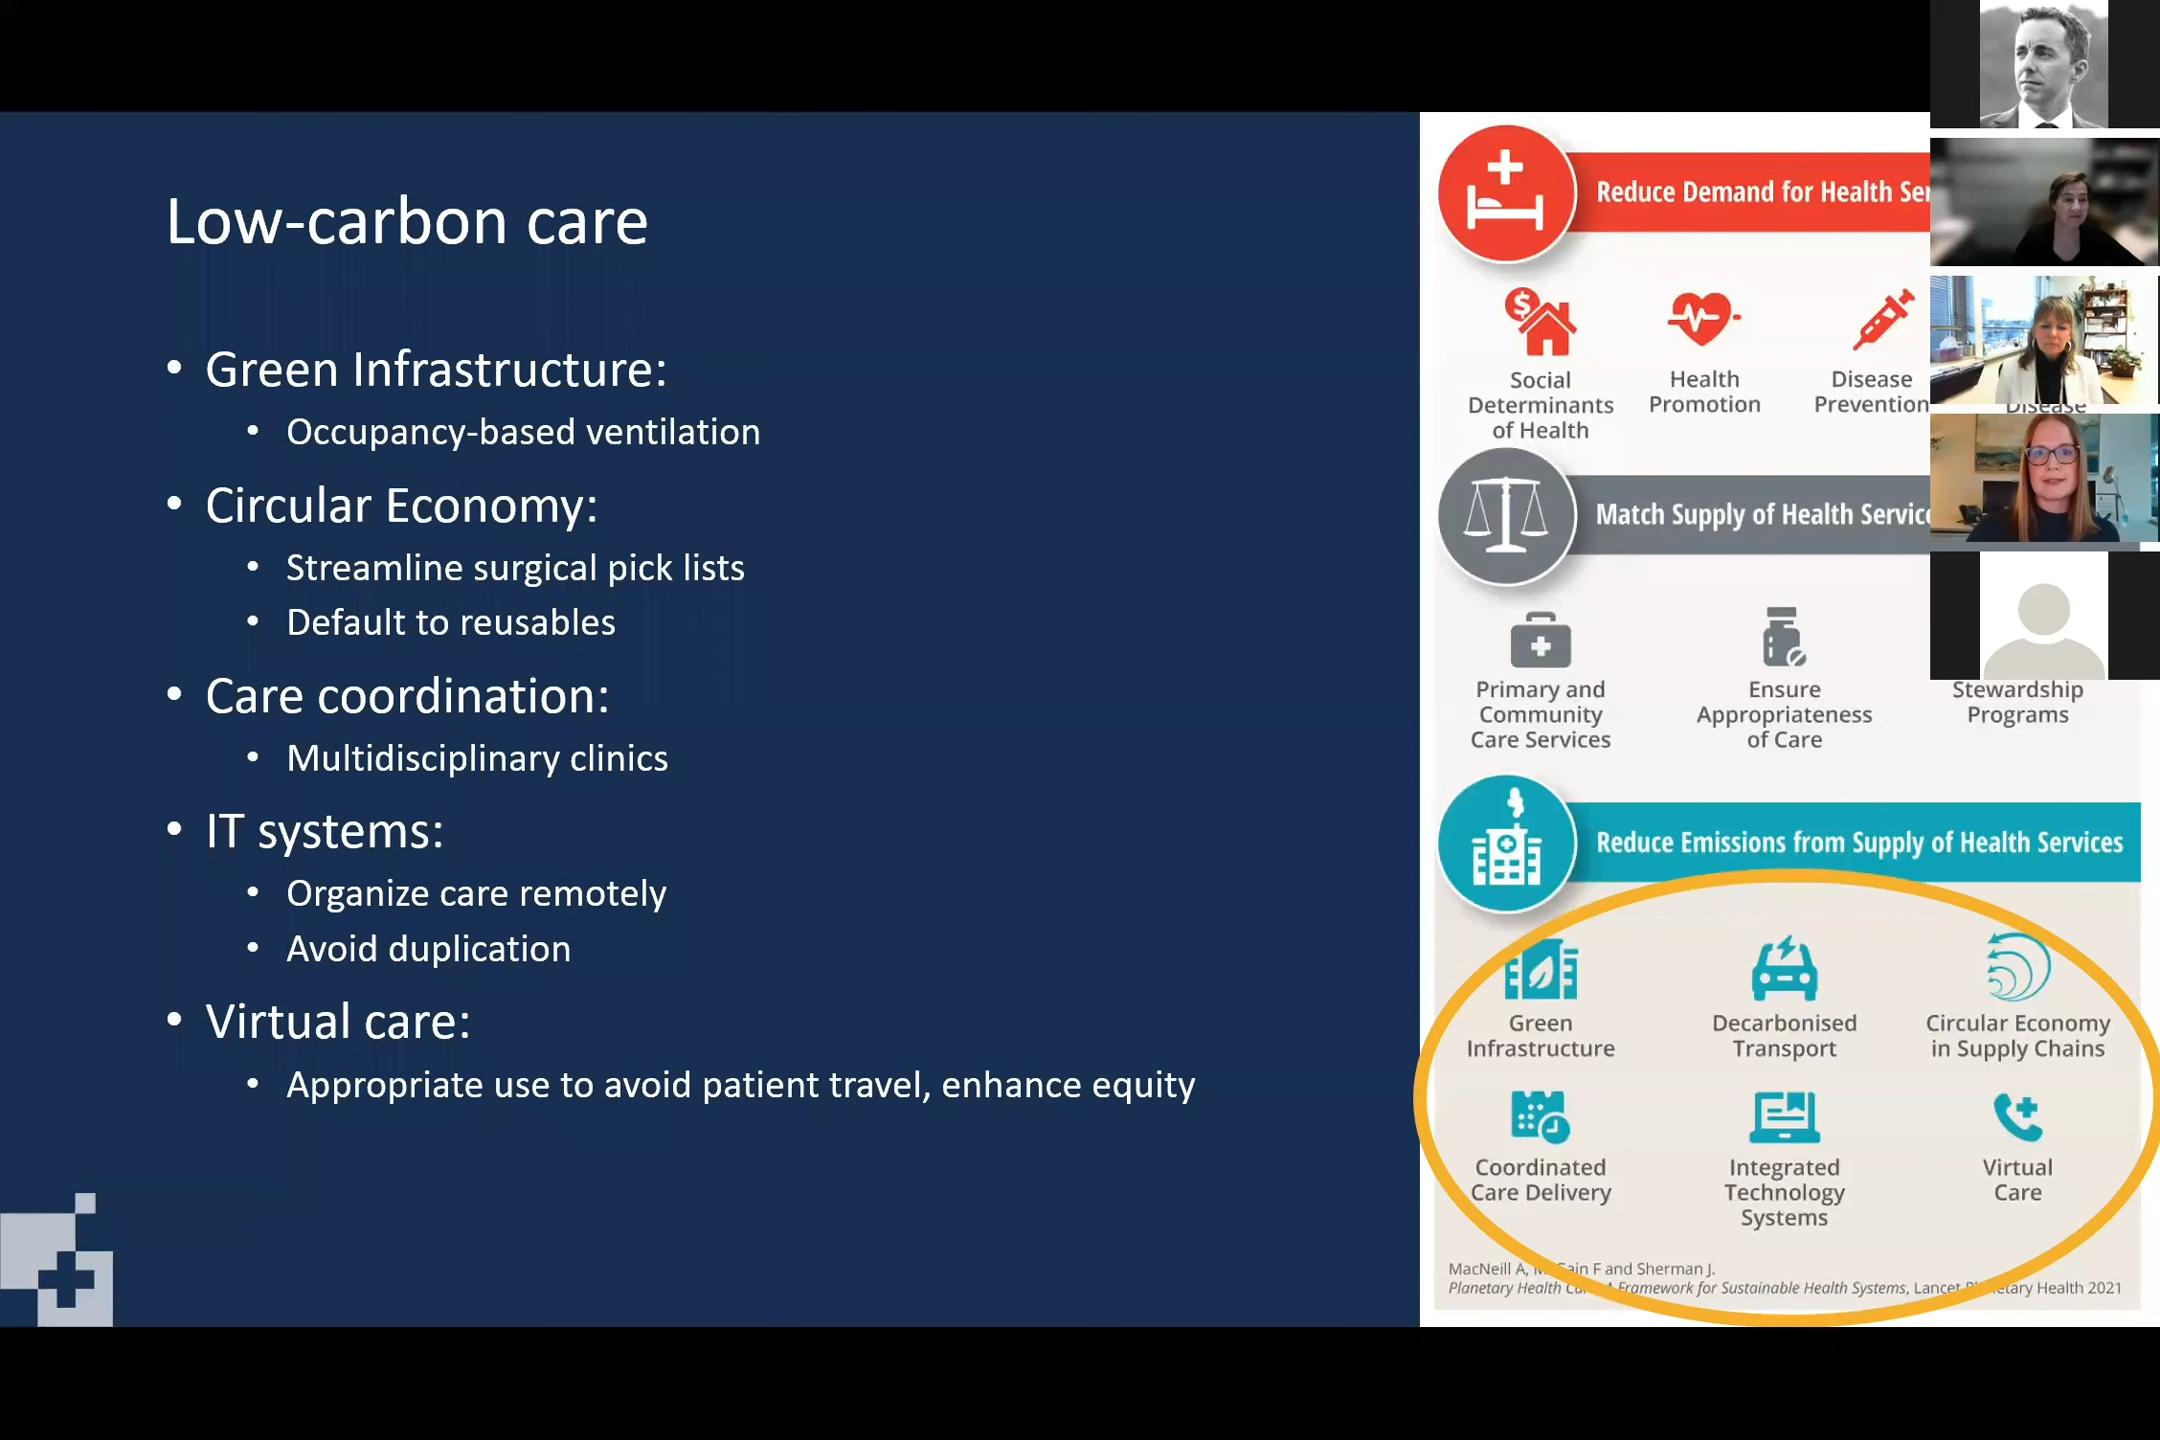 Low-carbon care
• Green Infrastructure:
• Occupancy-based ventilation
• Circular Economy:
• Streamline surgical pick lists
• Default to reusables
• Care coordination:
• Multidisciplinary clinics
• IT systems:
• Organize care remotely
• Avoid duplication
• Virtual care:
• Appropriate use to avoid patient travel, enhance equity
Reduce Demand for Health
$
Social
Determinants
of Health
Health
Promotion
Disease
Prevention
Disease
Match Supply of Health
Primary and
Community
Care Services
Ensure
Appropriateness
of Care
Stewardship
Programs
Reduce Emissions from Supply of Health Services
Green
Infrastructure
Decarbonised
Transport
Circular Economy
in Supply Chains
Coordinated
Care Delivery
Integrated
Technology
Systems
Virtual
Care
MacNeill A, F and Sherman J.
Planetary Health Framework for Sustainable Health Systems, Lancet Health 2021